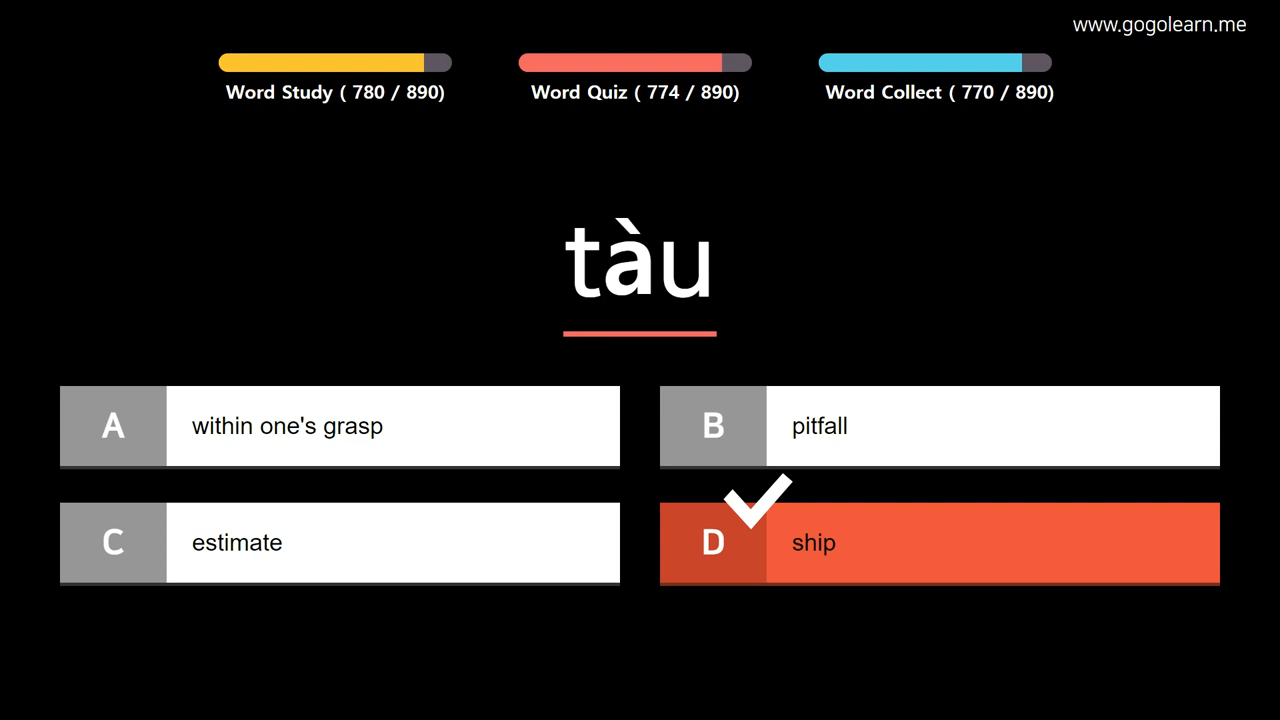 www.gogolearn.me
Word Study ( 780 / 890)
Word Quiz ( 774 / 890)
Word Collect ( 770 / 890)
tàu
A within one's grasp
B pitfall
C estimate
D ship